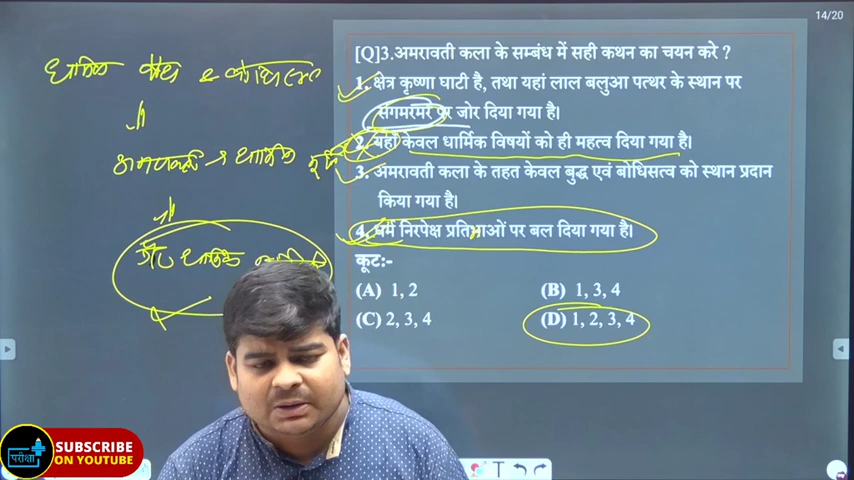 14/20
[Q]3.अमरावती कला के सम्बंध में सही कथन का चयन करे ?
1. क्षेत्र कृष्णा घाटी है, तथा यहां लाल बलुआ पत्थर के स्थान पर
संगमरमर पर जोर दिया गया है।
2. यहां केवल धार्मिक विषयों को ही महत्व दिया गया है।
3. अमरावती कला के तहत केवल बुद्ध एवं बोधिसत्व को स्थान प्रदान
किया गया है।
4. धर्म निरपेक्ष प्रतिमाओं पर बल दिया गया है।
कूट:-
(A) 1, 2
(B) 1, 3, 4
(C) 2, 3, 4
(D) 1, 2, 3, 4
धार्मिक
परीक्षा
SUBSCRIBE
ON YOUTUBE
T